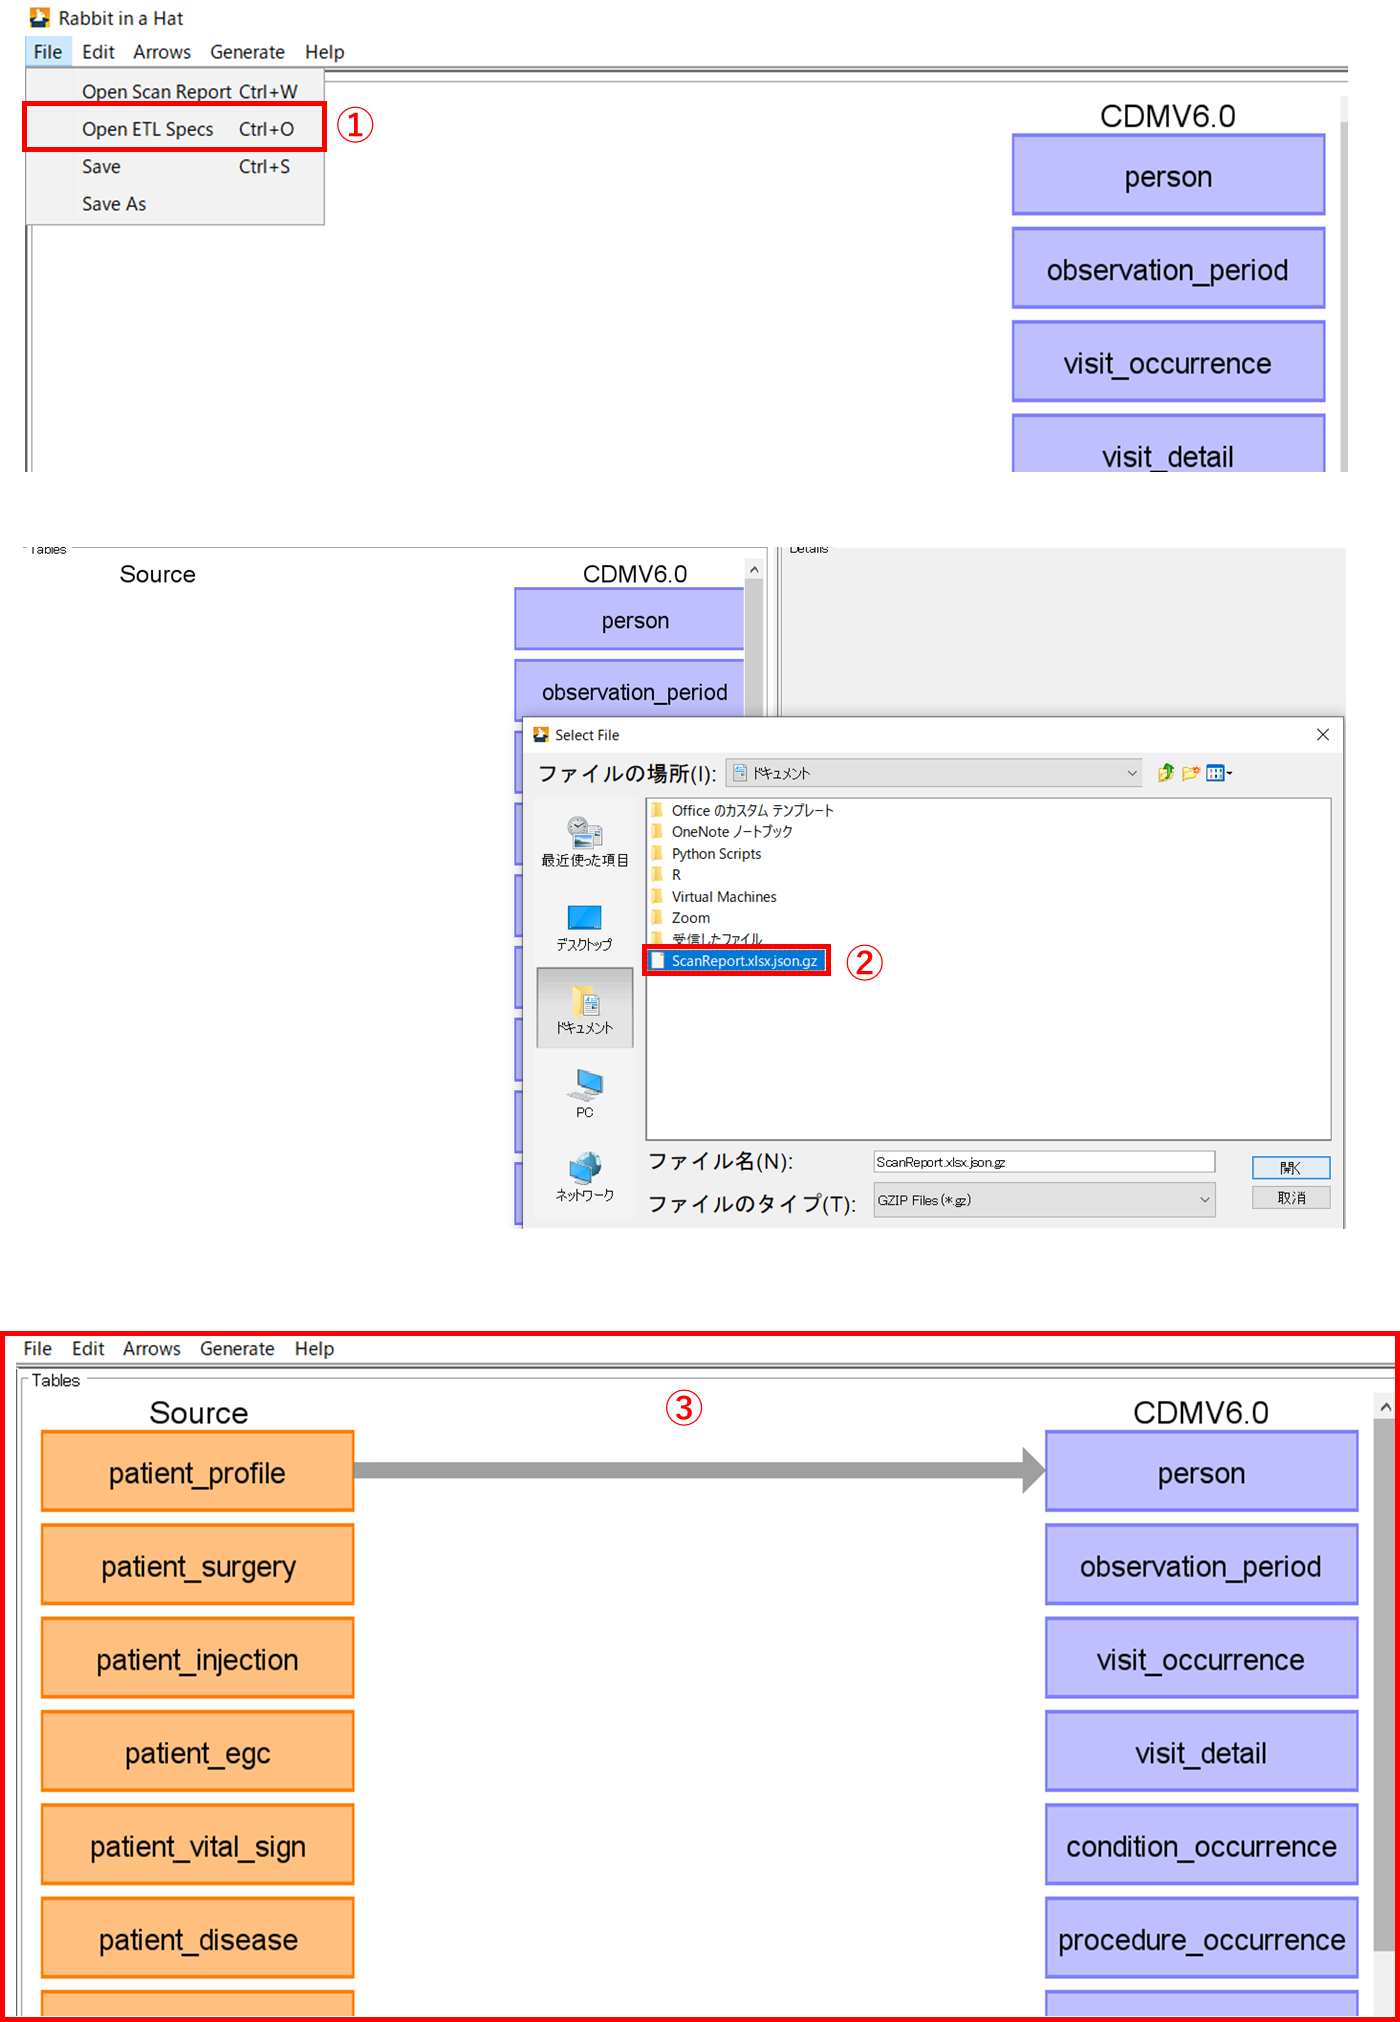 Rabbit in a Hat
File Edit Arrows Generate Help
Open Scan Report Ctrl+W
Open ETL Specs Ctrl+O
①
Save Ctrl+S
Save As
CDMV6.0
person
observation_period
visit_occurrence
visit_detail
Tables
Details
Source
CDMV6.0
person
observation_period
Select File
ファイルの場所(I):
ドキュメント
最近使った項目
デスクトップ
ドキュメント
PC
ネットワーク
Office のカスタム テンプレート
OneNote ノートブック
Python Scripts
R
Virtual Machines
Zoom
受信したファイル
ScanReport.xlsx.json.gz
②
ファイル名(N):
ScanReport.xlsx.json.gz
開く
ファイルのタイプ(T):
GZIP Files (*.gz)
取消
File Edit Arrows Generate Help
Tables
③
Source
CDMV6.0
patient_profile
person
patient_surgery
observation_period
patient_injection
visit_occurrence
patient_egc
visit_detail
patient_vital_sign
condition_occurrence
patient_disease
procedure_occurrence